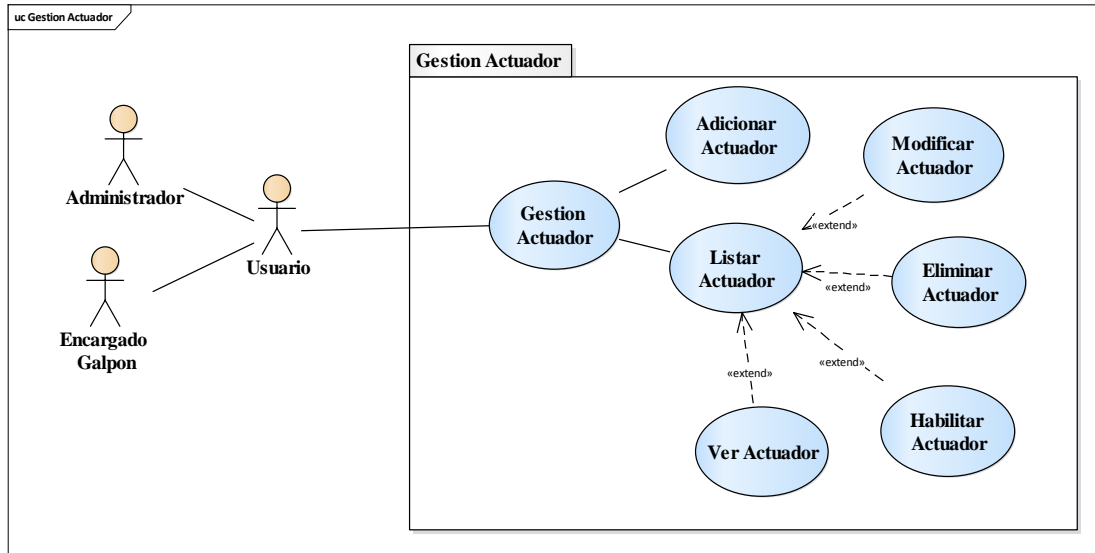 uc Gestion Actuador
Gestion Actuador
Administrador
Encargado
Galpon
Usuario
Gestion
Actuador
Adicionar
Actuador
Listar
Actuador
Modificar
Actuador
«extend»
Eliminar
Actuador
«extend»
Habilitar
Actuador
«extend»
Ver Actuador
«extend»